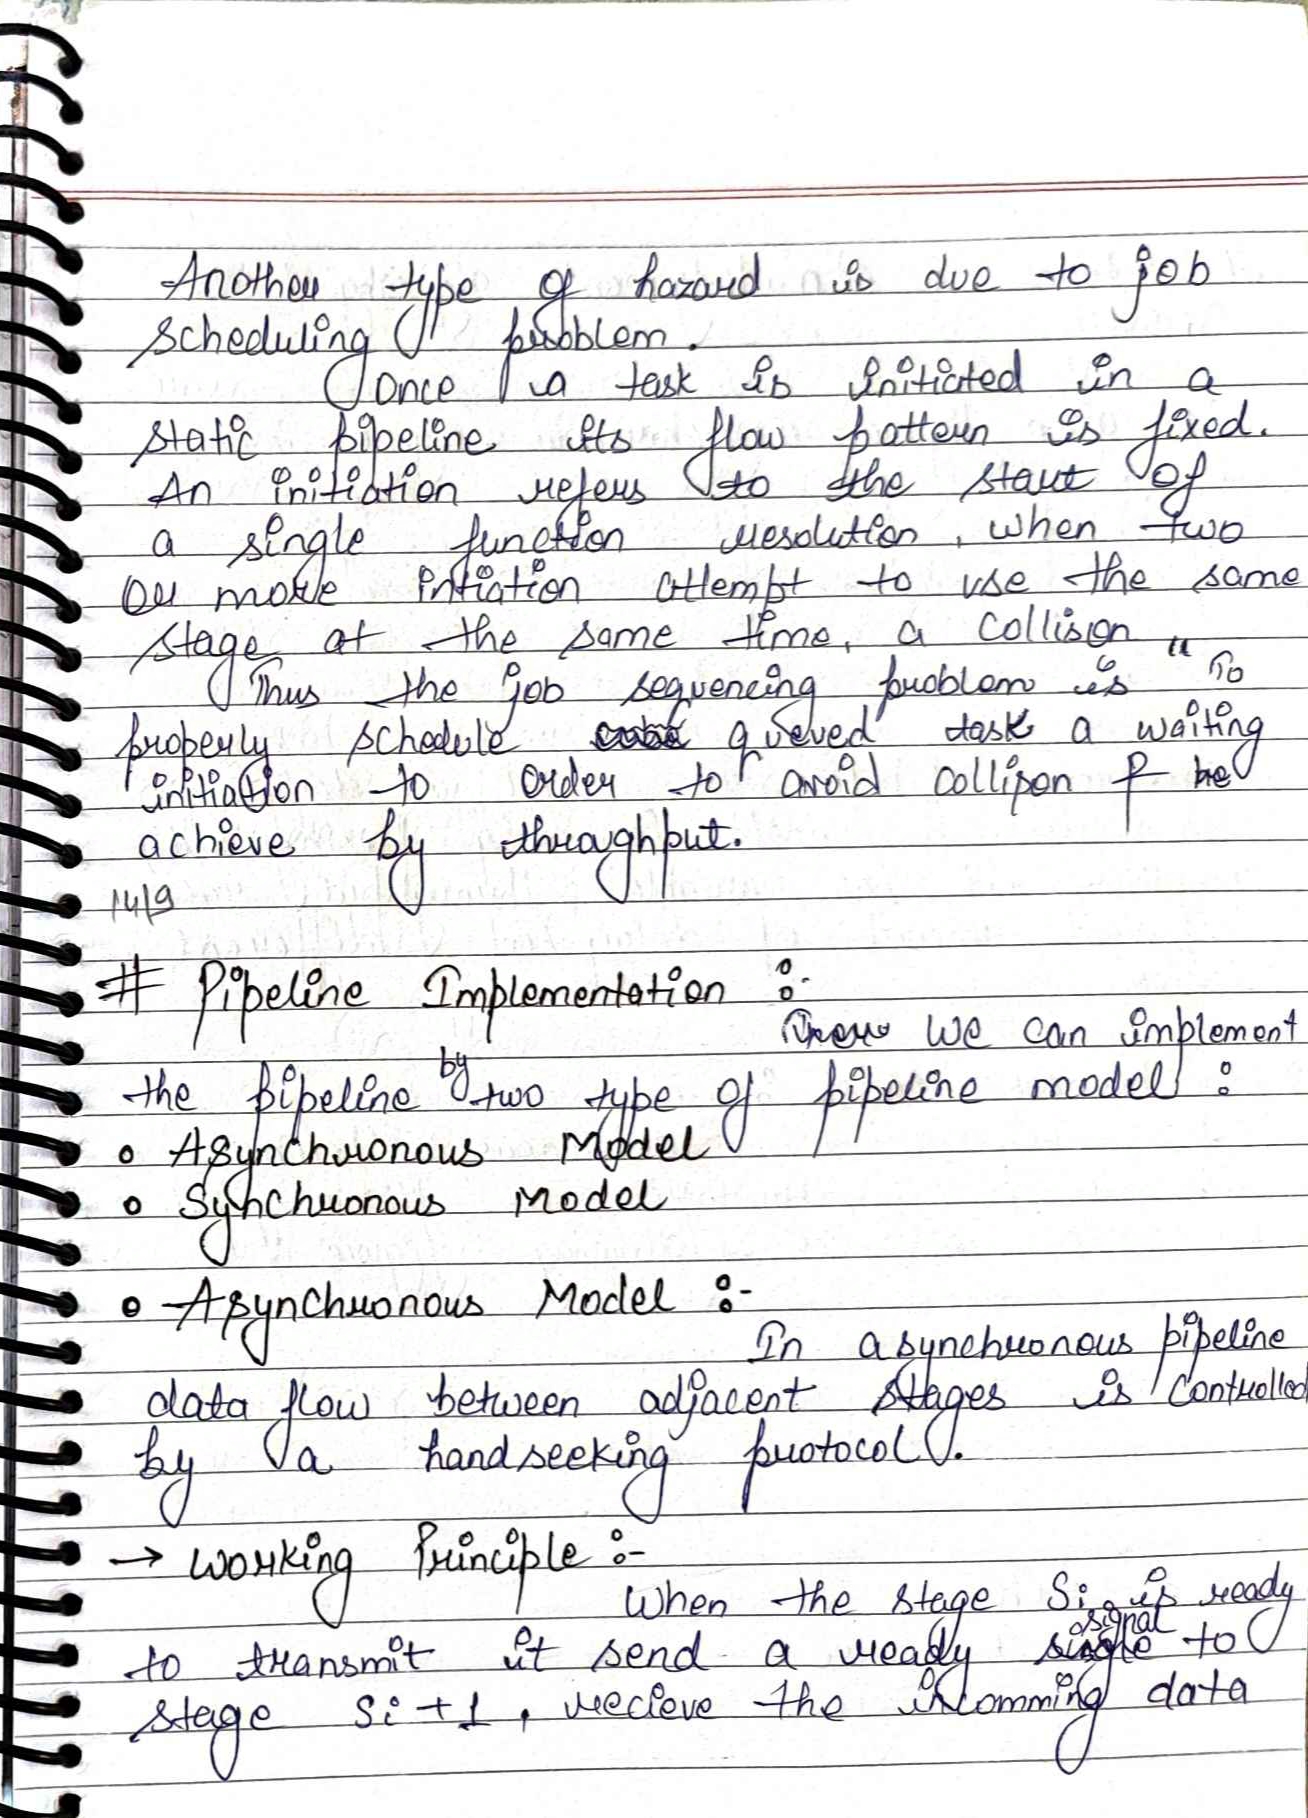 Another type of hazard is due to job
scheduling problem.
Once a task is initiated in a
static pipeline its flow pattern is fixed.
An initiation refers to the start of
a single function resolution, when two
or more intiation attempt to use the same
stage at the same time, a collision
Thus the job sequencing problem is " To
properly schedule queued task a waiting
initiation to order to avoid collison & be
achieve by throughput.
14/9
# Pipeline Implementation :-
There we can implement
the pipeline by two type of pipeline model :
• Asynchronous Model
• Synchronous Model
• Asynchronous Model :-
In asynchronous pipeline
data flow between adjacent stages is controlled
by a handseeking protocol.
→ Working Principle :-
When the stage Si is ready
to transmit it send a ready signal to
stage Si+1, recieve the incomming data